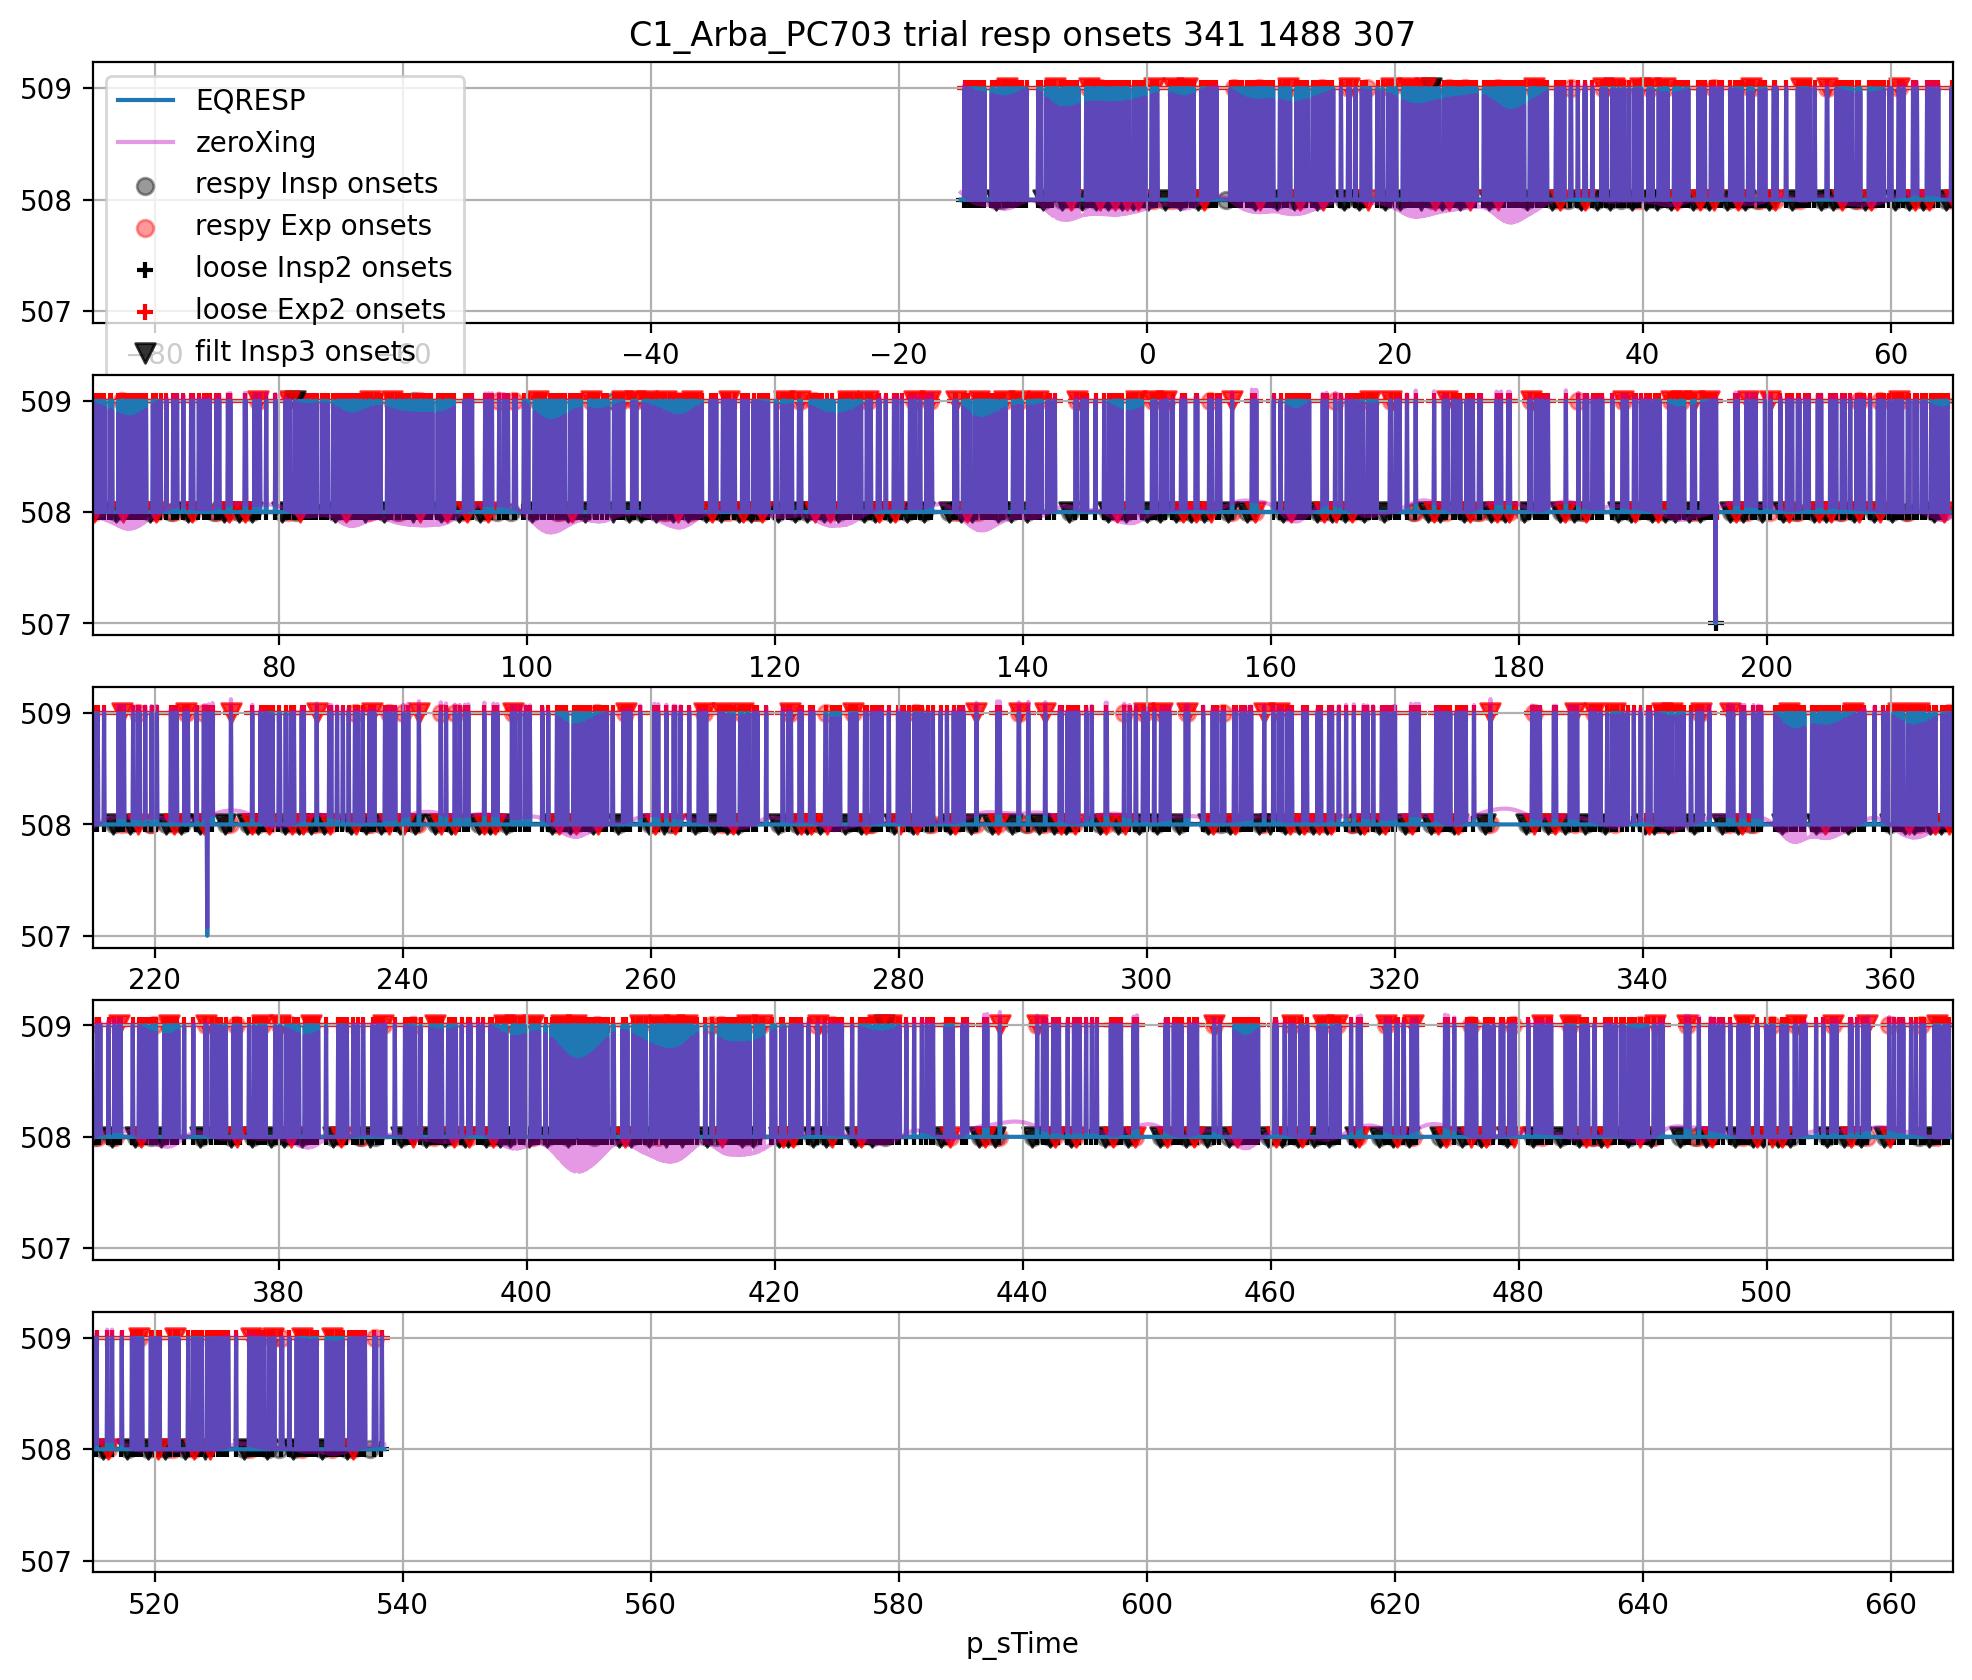 C1_Arba_PC703 trial resp onsets 341 1488 307
509
508
507
EQRESP
zeroXing
respy Insp onsets
respy Exp onsets
loose Insp2 onsets
loose Exp2 onsets
filt Insp3 onsets
−80 −60 −40 −20 0 20 40 60
509
508
507
80 100 120 140 160 180 200
509
508
507
220 240 260 280 300 320 340 360
509
508
507
380 400 420 440 460 480 500
509
508
507
520 540 560 580 600 620 640 660
p_sTime